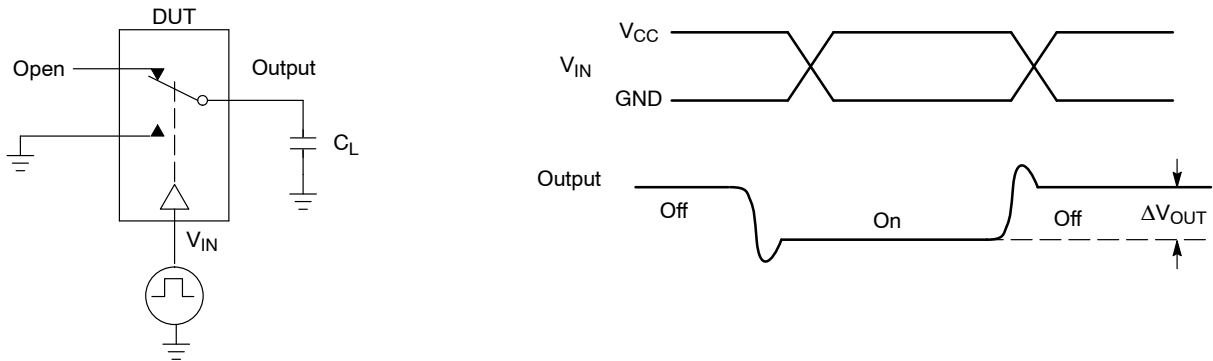 DUT
Open
Output
C_L
V_IN
V_CC
V_IN
GND
Output
Off
On
Off
ΔV_OUT